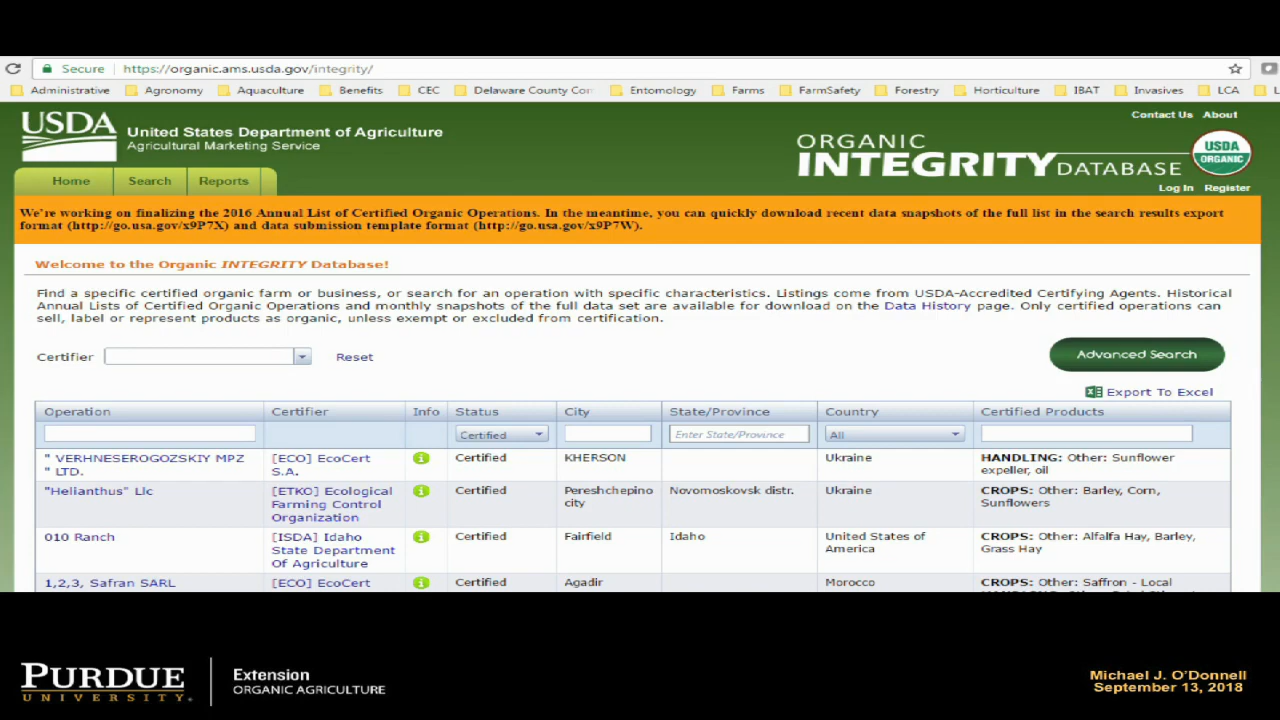 Secure https://organic.ams.usda.gov/integrity/
Administrative Agronomy Aquaculture Benefits CEC Delaware County Con Entomology Farms FarmSafety Forestry Horticulture IBAT Invasives LCA L
Contact Us About
USDA United States Department of Agriculture
Agricultural Marketing Service
ORGANIC
INTEGRITY DATABASE
USDA
ORGANIC
Log In Register
Home Search Reports
We're working on finalizing the 2016 Annual List of Certified Organic Operations. In the meantime, you can quickly download recent data snapshots of the full list in the search results export
format (http://go.usa.gov/x9P7X) and data submission template format (http://go.usa.gov/x9P7W).
Welcome to the Organic INTEGRITY Database!
Find a specific certified organic farm or business, or search for an operation with specific characteristics. Listings come from USDA-Accredited Certifying Agents. Historical
Annual Lists of Certified Organic Operations and monthly snapshots of the full data set are available for download on the Data History page. Only certified operations can
sell, label or represent products as organic, unless exempt or excluded from certification.
Certifier Reset Advanced Search
Export To Excel
Operation Certifier Info Status City State/Province Country Certified Products
Certified Enter State/Province All
" VERHNESEROGOZSKIY MPZ [ECO] EcoCert Certified KHERSON Ukraine HANDLING: Other: Sunflower
" LTD. S.A. expeller, oil
"Helianthus" Llc [ETKO] Ecological Certified Pereshchepino Novomoskovsk distr. Ukraine CROPS: Other: Barley, Corn,
Farming Control city Sunflowers
Organization
010 Ranch [ISDA] Idaho Certified Fairfield Idaho United States of CROPS: Other: Alfalfa Hay, Barley,
State Department America Grass Hay
Of Agriculture
1,2,3, Safran SARL [ECO] EcoCert Certified Agadir Morocco CROPS: Other: Saffron - Local
PURDUE
UNIVERSITY
Extension
ORGANIC AGRICULTURE
Michael J. O'Donnell
September 13, 2018